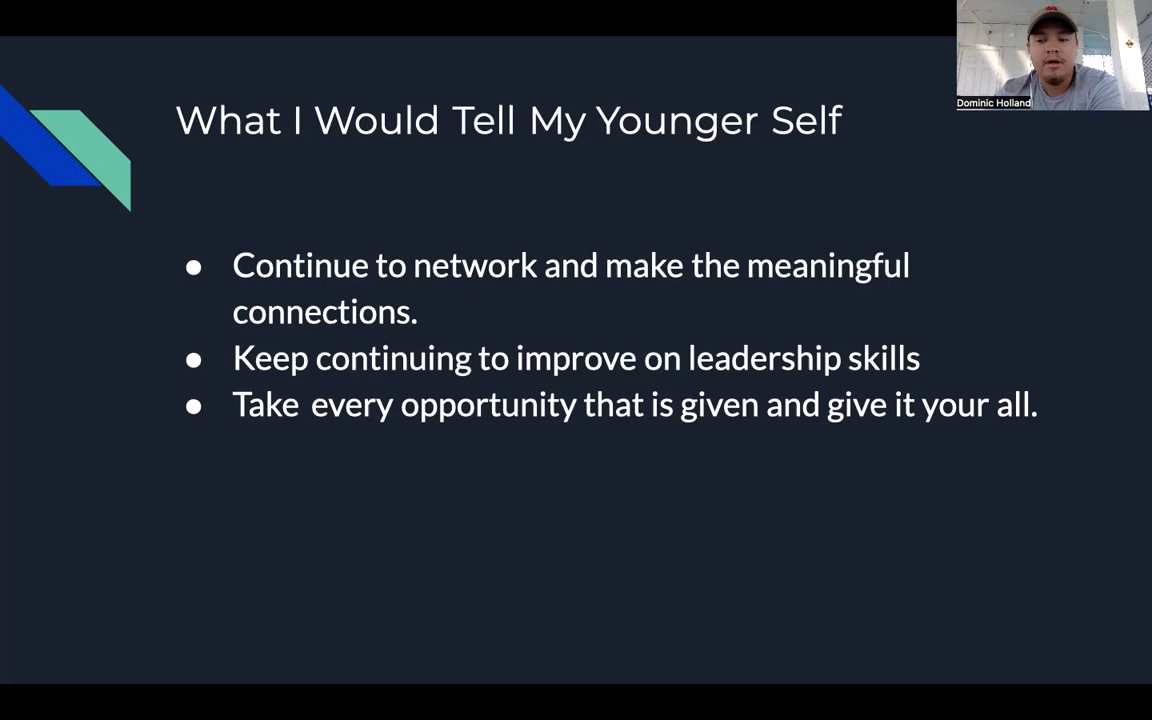 Dominic Holland
What I Would Tell My Younger Self
● Continue to network and make the meaningful
connections.
● Keep continuing to improve on leadership skills
● Take every opportunity that is given and give it your all.